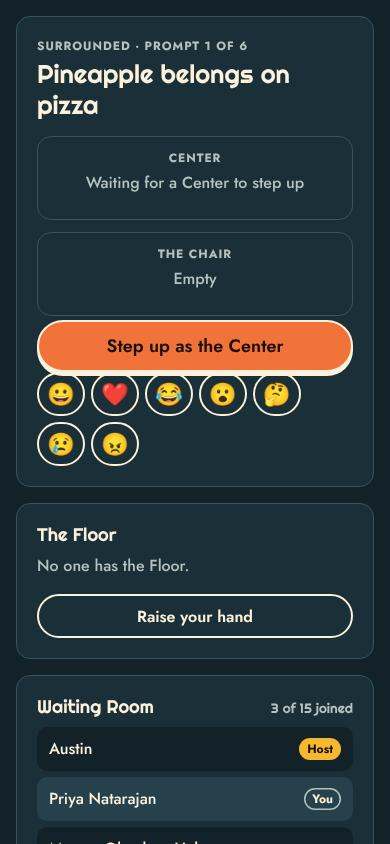 SURROUNDED · PROMPT 1 OF 6
Pineapple belongs on
pizza
CENTER
Waiting for a Center to step up
THE CHAIR
Empty
Step up as the Center
The Floor
No one has the Floor.
Raise your hand
Waiting Room
3 of 15 joined
Austin
Host
Priya Natarajan
You